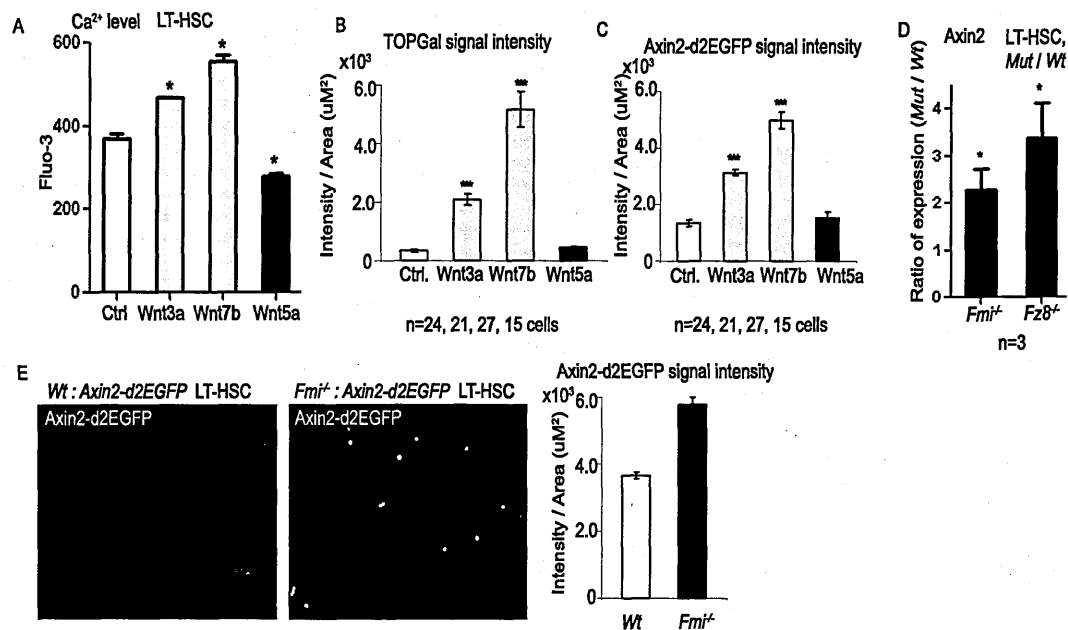 A
Ca²⁺ level LT-HSC
600
400
200
0
Fluo-3
*
*
*
Ctrl Wnt3a Wnt7b Wnt5a
B
TOPGal signal intensity
x10³
6.0
4.0
2.0
0
Intensity / Area (uM²)
***
***
Ctrl. Wnt3a Wnt7b Wnt5a
n=24, 21, 27, 15 cells
C
Axin2-d2EGFP signal intensity
x10³
6.0
4.0
2.0
0
Intensity / Area (uM²)
***
***
Ctrl. Wnt3a Wnt7b Wnt5a
n=24, 21, 27, 15 cells
D
Axin2 LT-HSC,
Mut / Wt
4
3
2
1
0
Ratio of expression (Mut / Wt)
*
*
Fmi-/- Fz8-/-
n=3
E
Wt : Axin2-d2EGFP LT-HSC
Axin2-d2EGFP
Fmi-/- : Axin2-d2EGFP LT-HSC
Axin2-d2EGFP
Axin2-d2EGFP signal intensity
x10³
6.0
4.0
2.0
0
Intensity / Area (uM²)
Wt Fmi-/-